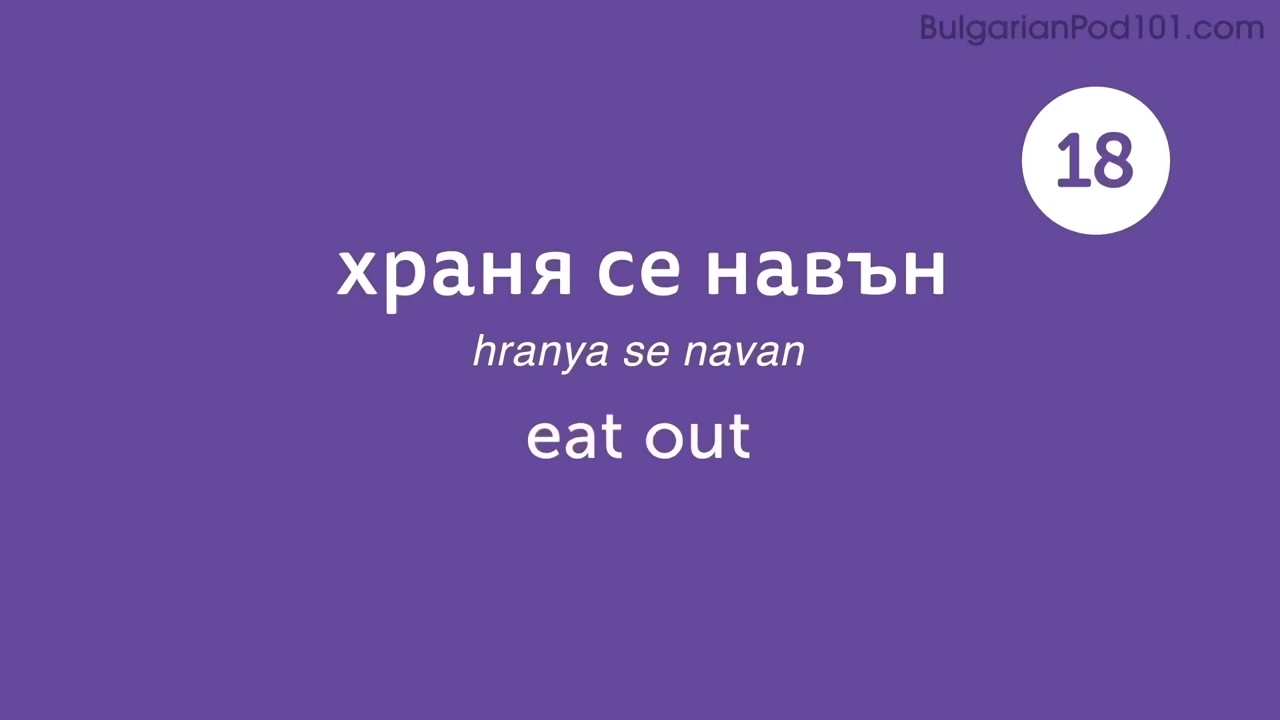 BulgarianPod101.com
18
храня се навън
hranya se navan
eat out